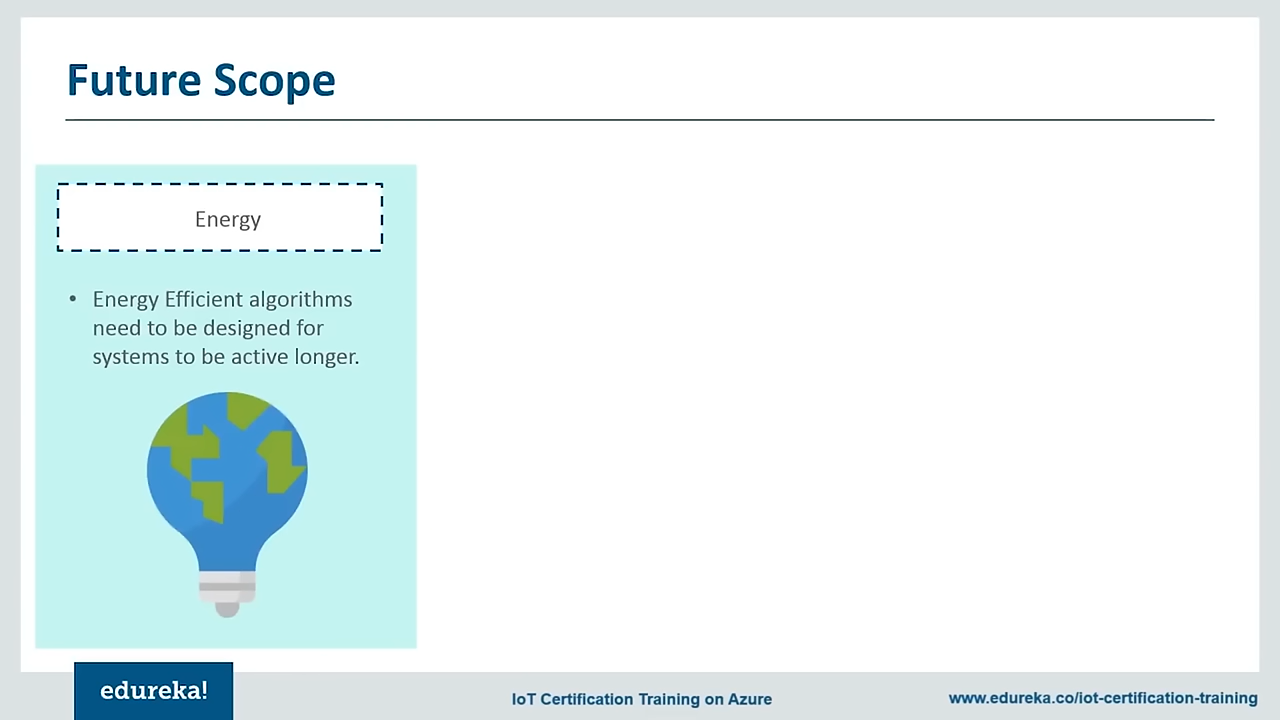 Future Scope
Energy
• Energy Efficient algorithms
need to be designed for
systems to be active longer.
edureka!
IoT Certification Training on Azure
www.edureka.co/iot-certification-training